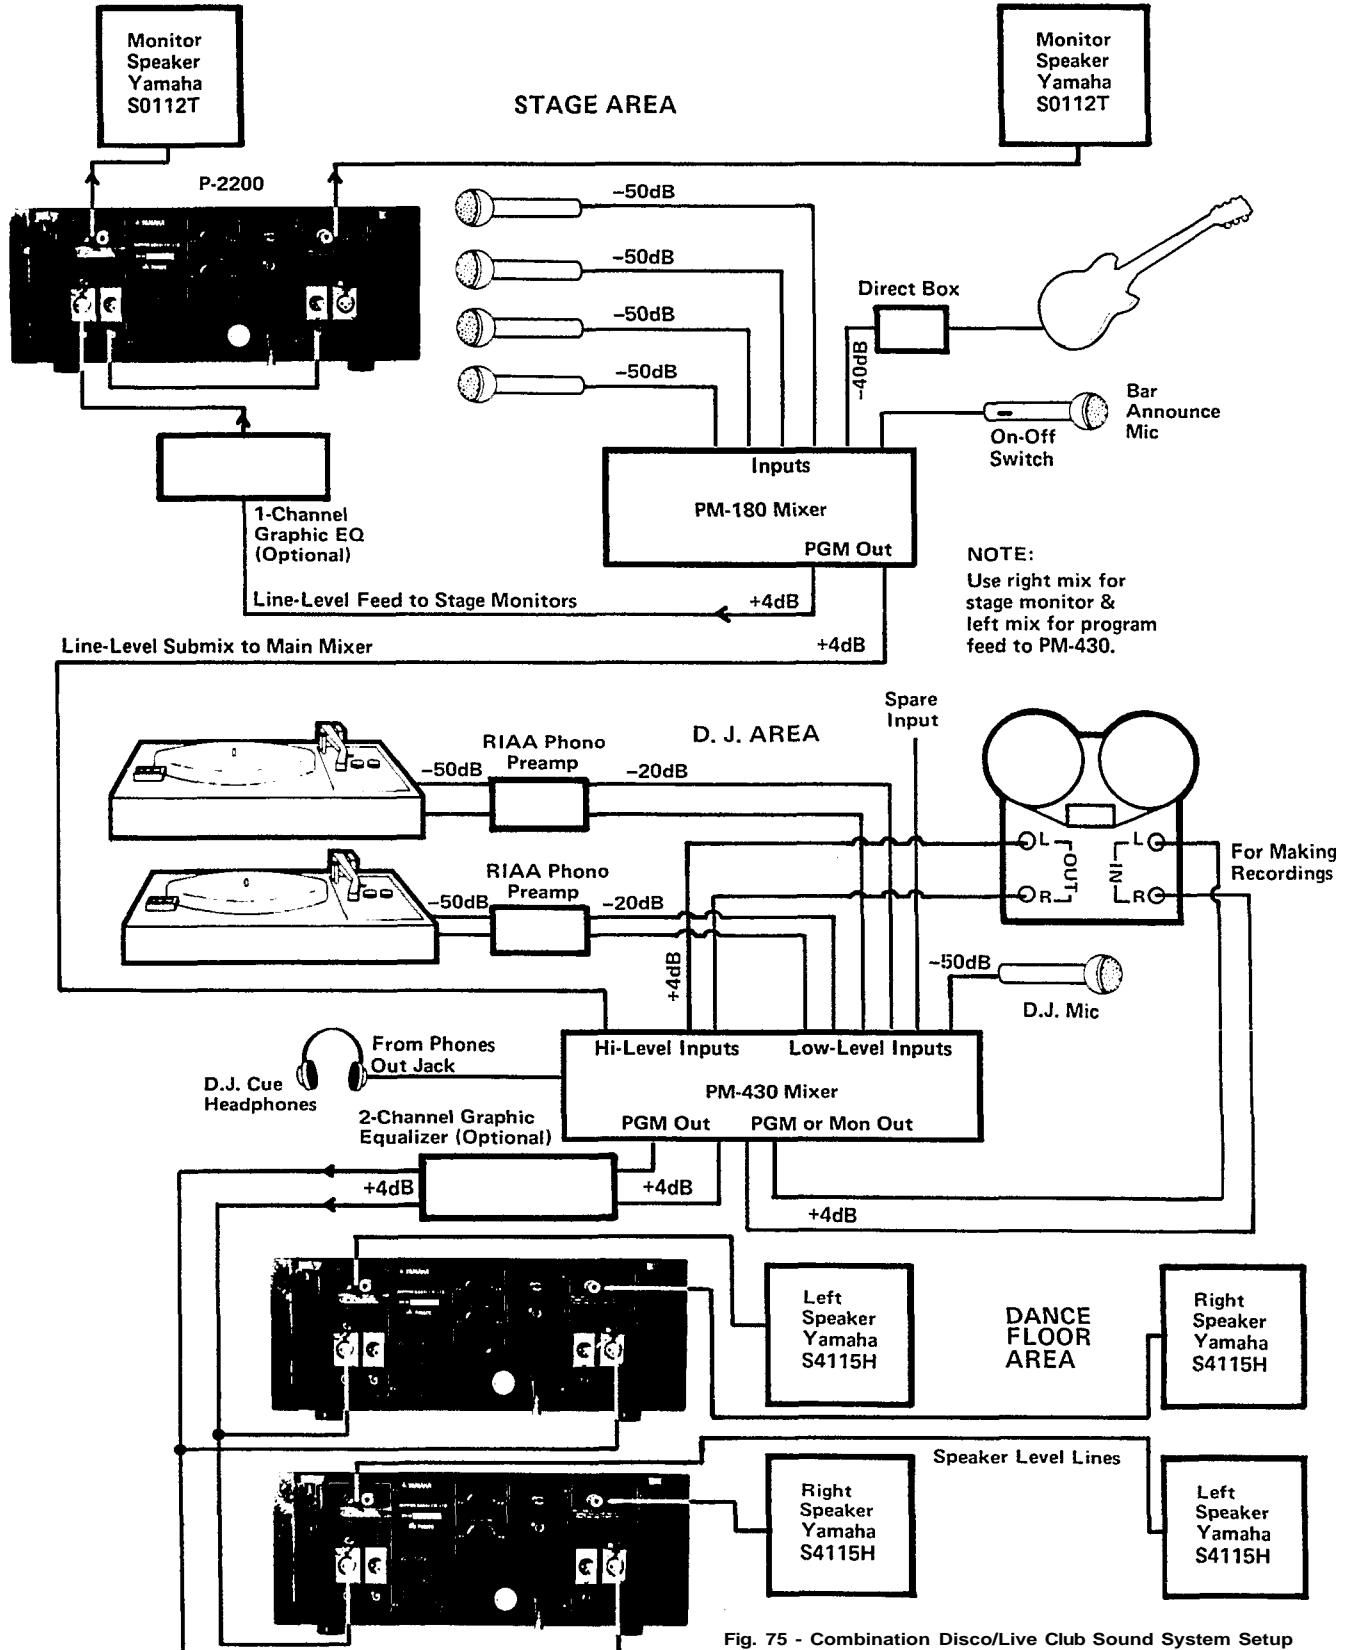 Monitor
Speaker
Yamaha
S0112T
STAGE AREA
Monitor
Speaker
Yamaha
S0112T
P-2200
–50dB
–50dB
–50dB
–50dB
Direct Box
–40dB
Bar
Announce
Mic
On-Off
Switch
Inputs
PM-180 Mixer
PGM Out
1-Channel
Graphic EQ
(Optional)
NOTE:
Use right mix for
stage monitor &
left mix for program
feed to PM-430.
Line-Level Feed to Stage Monitors
+4dB
Line-Level Submix to Main Mixer
+4dB
Spare
Input
D. J. AREA
RIAA Phono
Preamp
–50dB
–20dB
L
R
OUT
IN
L
R
For Making
Recordings
RIAA Phono
Preamp
–50dB
–20dB
+4dB
–50dB
D.J. Mic
From Phones
Out Jack
D.J. Cue
Headphones
Hi-Level Inputs
Low-Level Inputs
PM-430 Mixer
PGM Out
PGM or Mon Out
2-Channel Graphic
Equalizer (Optional)
+4dB
+4dB
+4dB
Left
Speaker
Yamaha
S4115H
DANCE
FLOOR
AREA
Right
Speaker
Yamaha
S4115H
Speaker Level Lines
Right
Speaker
Yamaha
S4115H
Left
Speaker
Yamaha
S4115H
Fig. 75 - Combination Disco/Live Club Sound System Setup